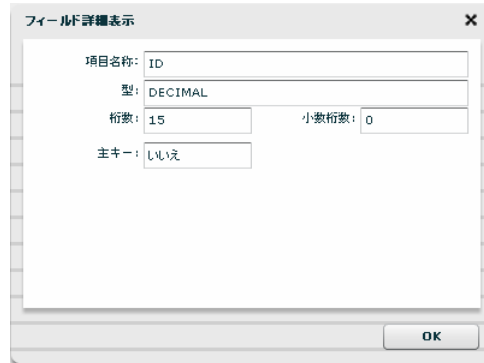 フィールド詳細表示
項目名称: ID
型: DECIMAL
桁数: 15 小数桁数: 0
主キー: いいえ
OK